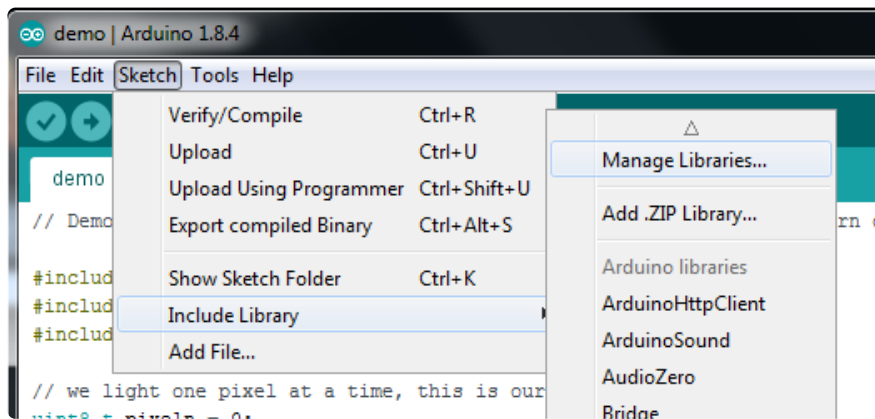 demo | Arduino 1.8.4
File Edit Sketch Tools Help
Verify/Compile Ctrl+R
Upload Ctrl+U
Upload Using Programmer Ctrl+Shift+U
Export compiled Binary Ctrl+Alt+S
Show Sketch Folder Ctrl+K
Include Library
Add File...
Manage Libraries...
Add .ZIP Library...
Arduino libraries
ArduinoHttpClient
ArduinoSound
AudioZero
Bridge
demo
// Demo
#includ
#includ
#includ
// we light one pixel at a time, this is our
uint8_t pixeln = 0;